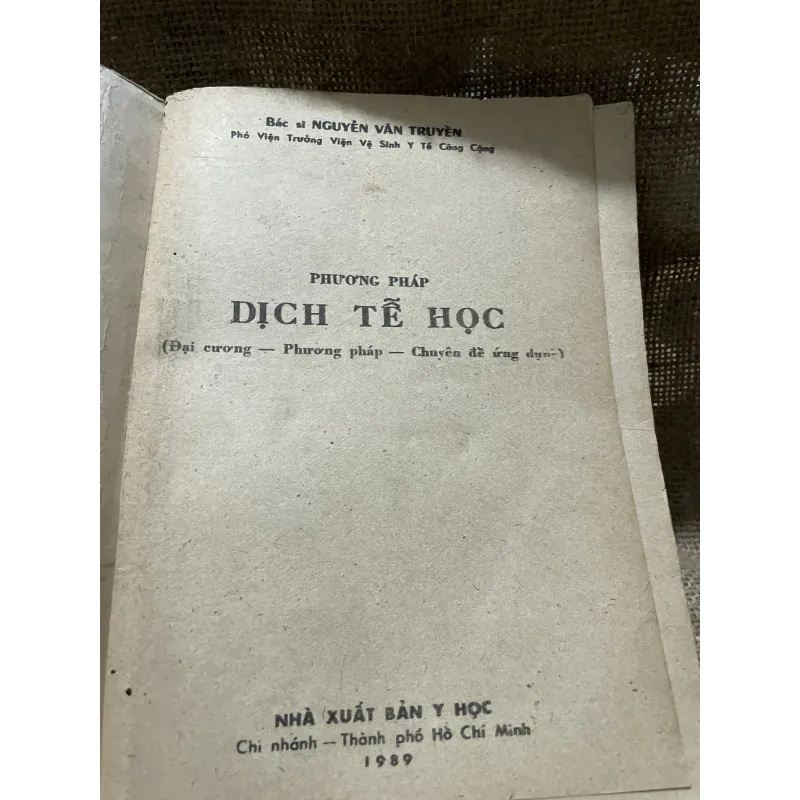 Bác sĩ NGUYỄN VĂN TRUYỀN
Phó Viện Trưởng Viện Vệ Sinh Y Tế Công Cộng
PHƯƠNG PHÁP
DỊCH TỄ HỌC
(Đại cương — Phương pháp — Chuyên đề ứng dụng)
NHÀ XUẤT BẢN Y HỌC
Chi nhánh — Thành phố Hồ Chí Minh
1989